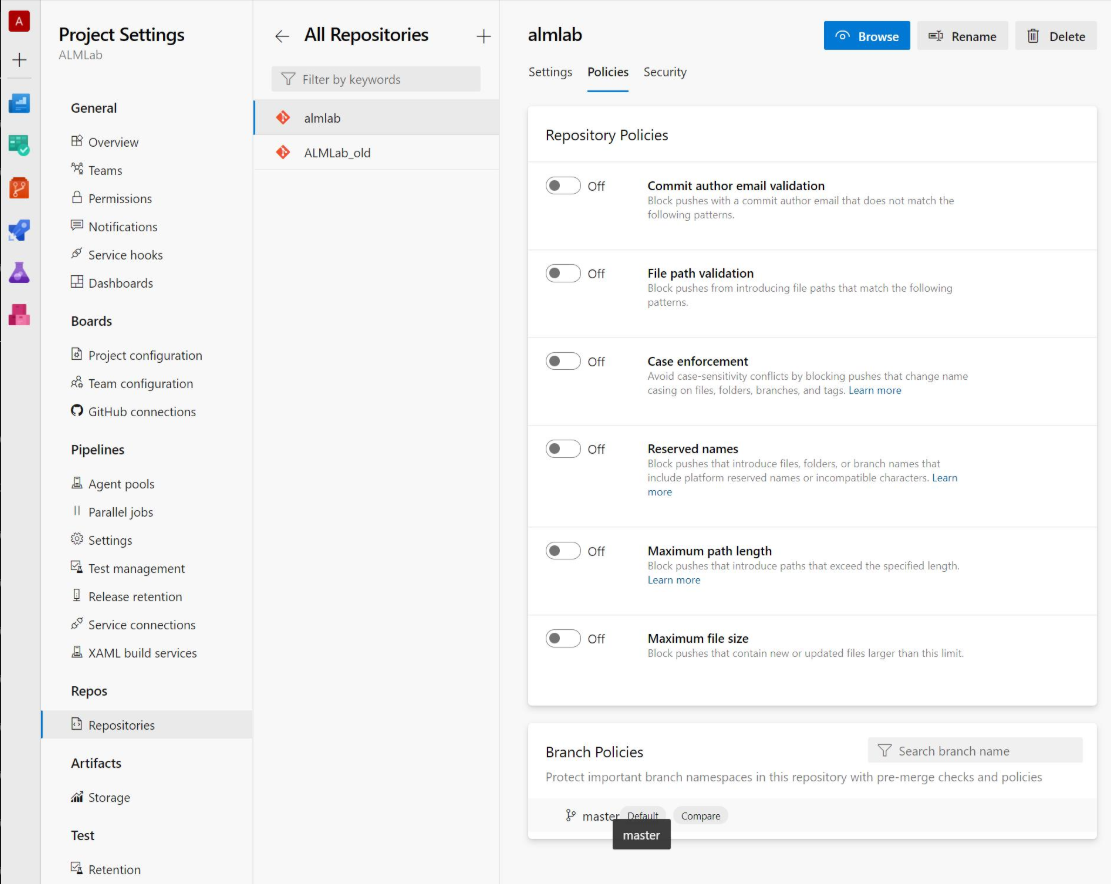 A
Project Settings
ALMLab
General
Overview
Teams
Permissions
Notifications
Service hooks
Dashboards
Boards
Project configuration
Team configuration
GitHub connections
Pipelines
Agent pools
Parallel jobs
Settings
Test management
Release retention
Service connections
XAML build services
Repos
Repositories
Artifacts
Storage
Test
Retention
All Repositories
Filter by keywords
almlab
ALMLab_old
almlab
Browse
Rename
Delete
Settings Policies Security
Repository Policies
Off
Commit author email validation
Block pushes with a commit author email that does not match the
following patterns.
Off
File path validation
Block pushes from introducing file paths that match the following
patterns.
Off
Case enforcement
Avoid case-sensitivity conflicts by blocking pushes that change name
casing on files, folders, branches, and tags. Learn more
Off
Reserved names
Block pushes that introduce files, folders, or branch names that
include platform reserved names or incompatible characters. Learn
more
Off
Maximum path length
Block pushes that introduce paths that exceed the specified length.
Learn more
Off
Maximum file size
Block pushes that contain new or updated files larger than this limit.
Branch Policies
Search branch name
Protect important branch namespaces in this repository with pre-merge checks and policies
master Default Compare
master